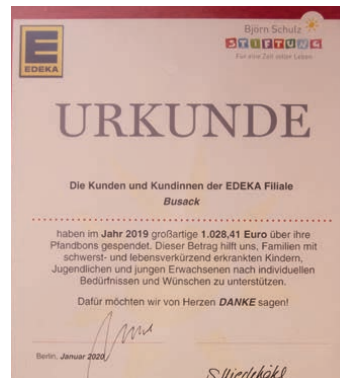 E
EDEKA
Björn Schulz
STIFTUNG
Für eine Zeit voller Leben.
URKUNDE
Die Kunden und Kundinnen der EDEKA Filiale
Busack
haben im Jahr 2019 großartige 1.028,41 Euro über ihre
Pfandbons gespendet. Dieser Betrag hilft uns, Familien mit
schwerst- und lebensverkürzend erkrankten Kindern,
Jugendlichen und jungen Erwachsenen nach individuellen
Bedürfnissen und Wünschen zu unterstützen.
Dafür möchten wir von Herzen DANKE sagen!
Berlin, Januar 2020